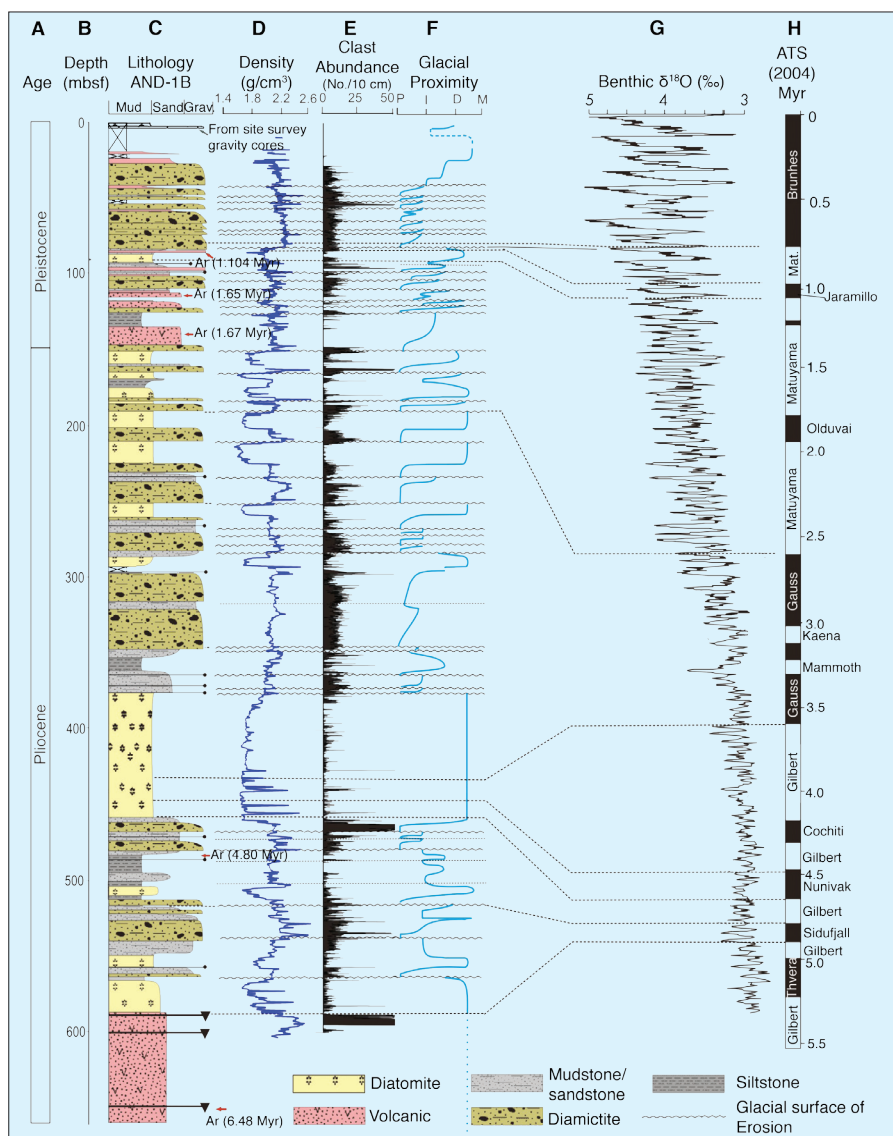 A B C D E F G H
Age
Depth
(mbsf)
Lithology
AND-1B
Mud Sand Grav.
Density
(g/cm³)
1.4 1.8 2.2 2.6
Clast
Abundance
(No./10 cm)
0 25 50
Glacial
Proximity
P I D M
Benthic δ¹⁸O (‰)
5 4 3
ATS
(2004)
Myr
Pleistocene
Pliocene
0
100
200
300
400
500
600
From site survey
gravity cores
Ar (1.104 Myr)
Ar (1.65 Myr)
Ar (1.67 Myr)
Ar (4.80 Myr)
Ar (6.48 Myr)
0
Brunhes
0.5
Mat.
1.0
Jaramillo
Matuyama
1.5
Olduvai
2.0
Matuyama
2.5
Gauss
3.0
Kaena
Mammoth
Gauss
3.5
Gilbert
4.0
Cochiti
Gilbert
4.5
Nunivak
Gilbert
Sidufjall
Gilbert
5.0
Thvera
Gilbert
5.5
Diatomite
Mudstone/
sandstone
Siltstone
Volcanic
Diamictite
Glacial surface of
Erosion